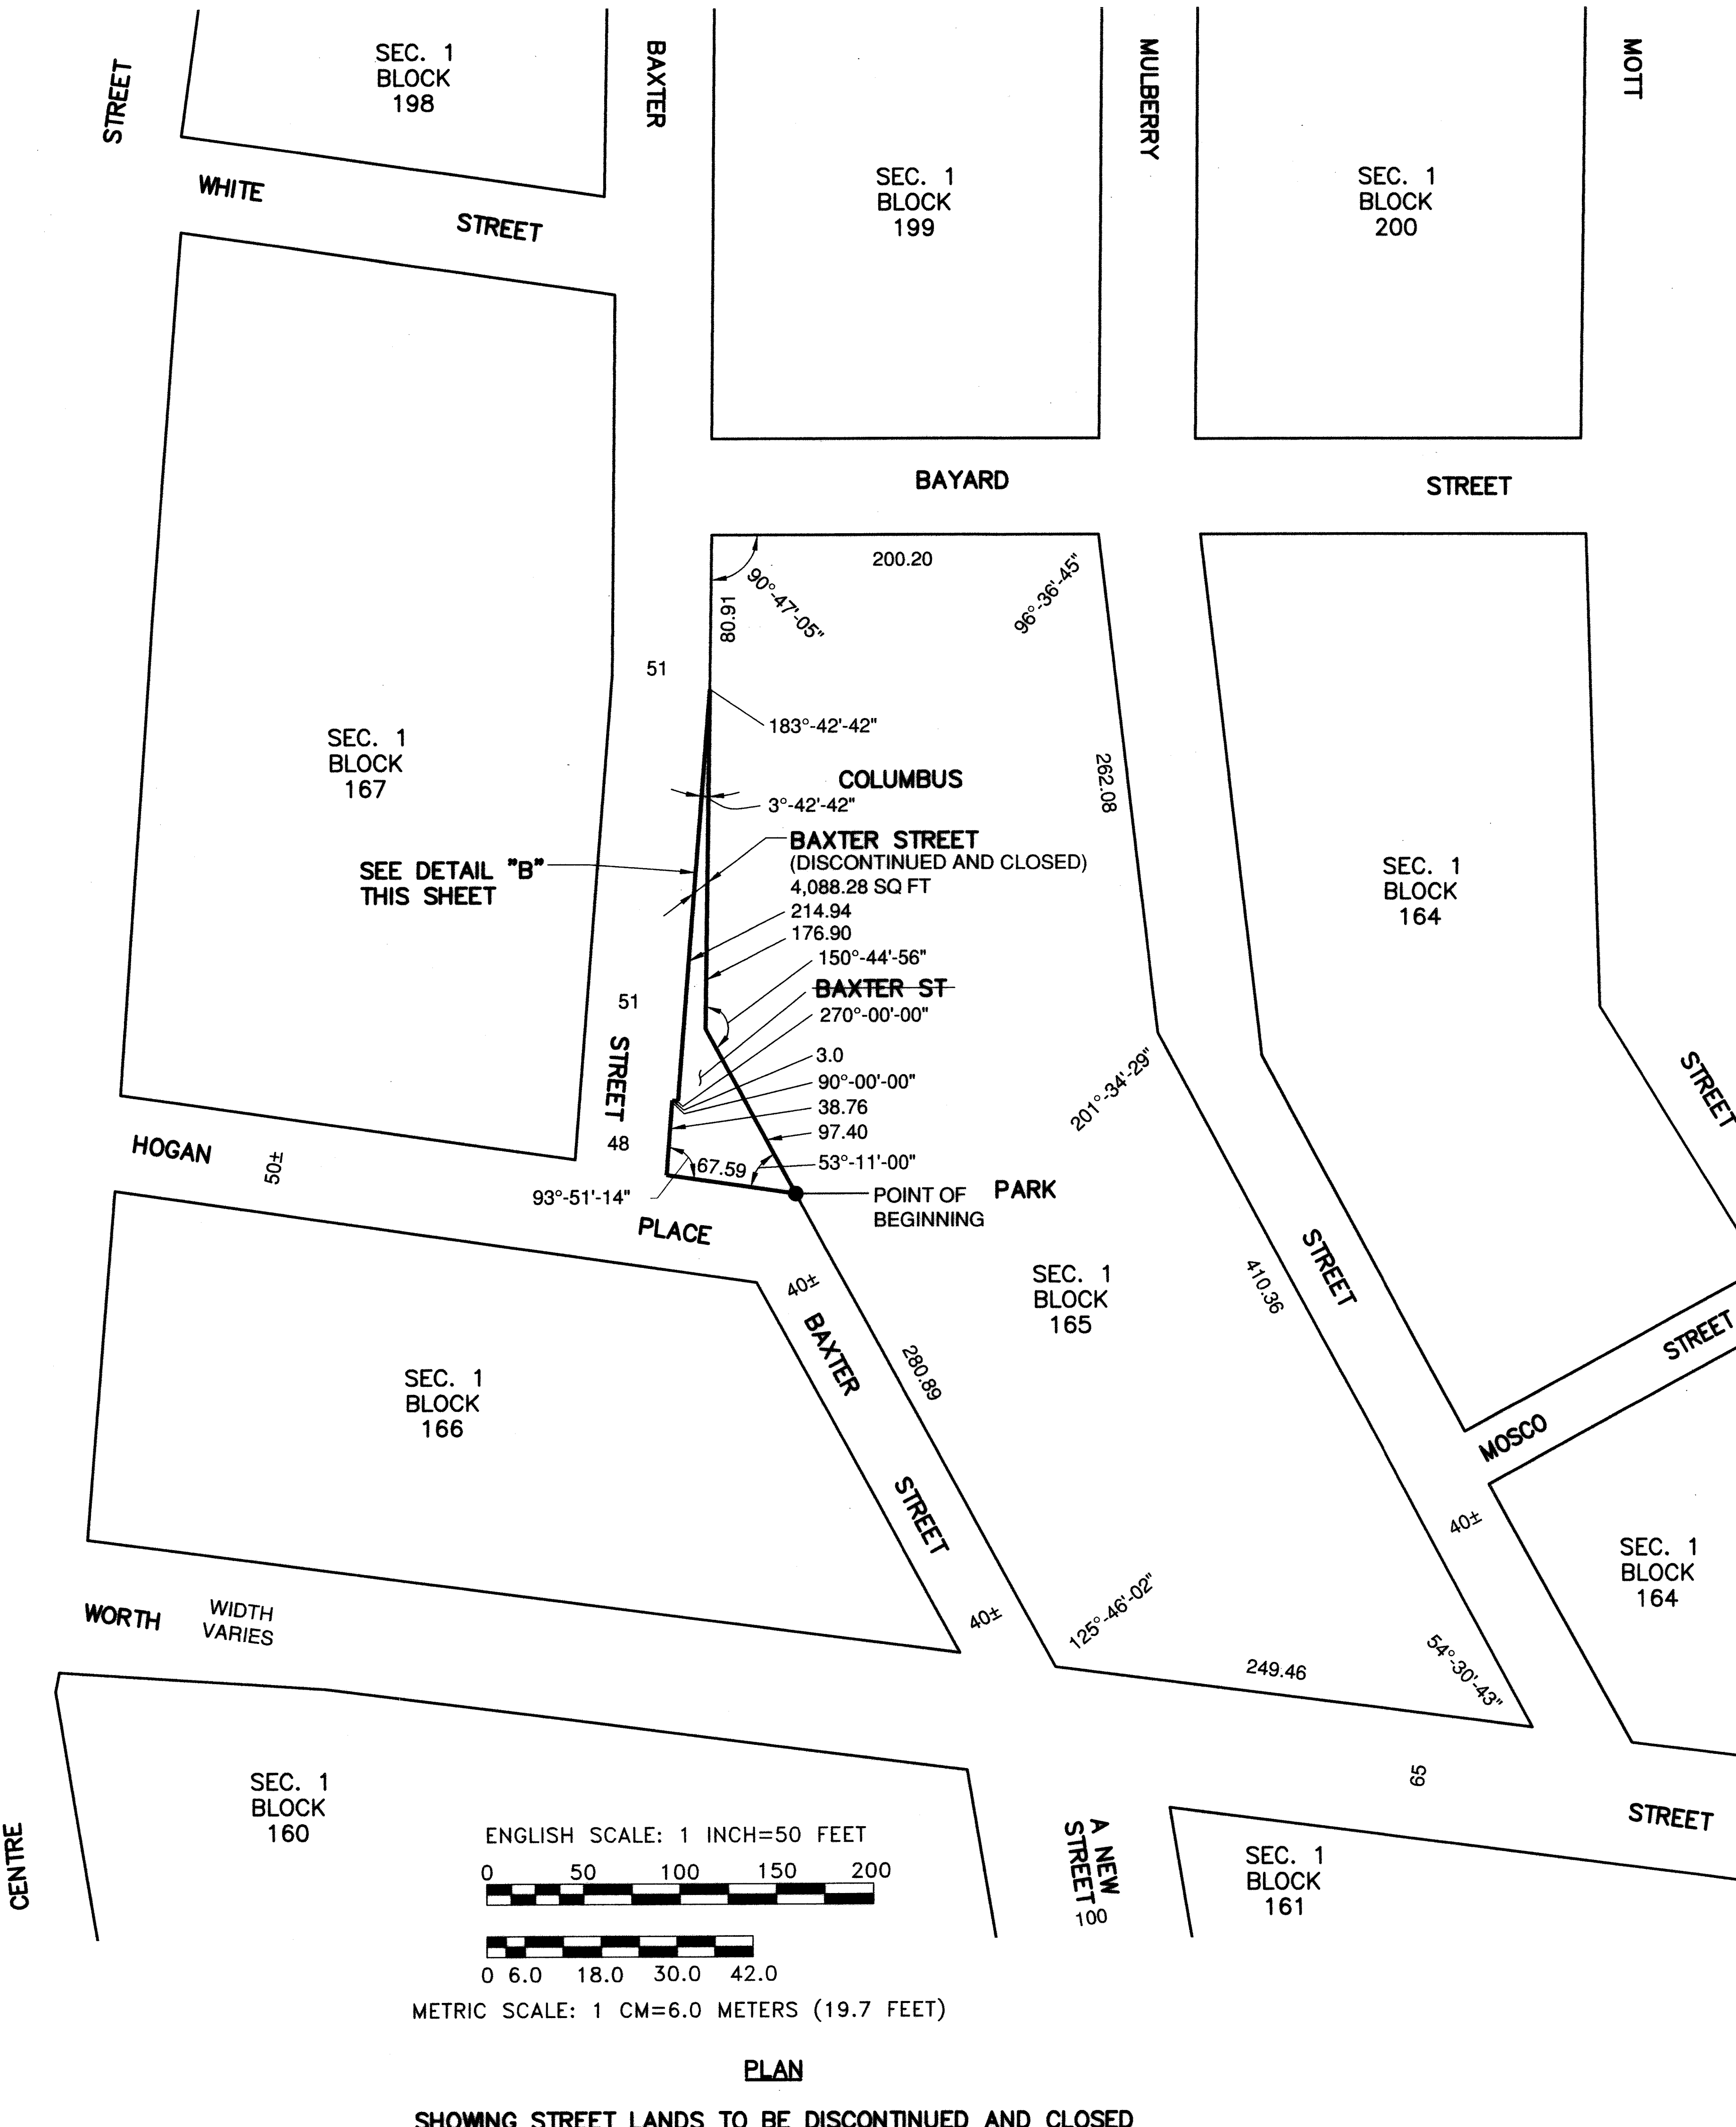 STREET
SEC. 1
BLOCK
198
BAXTER
MULBERRY
MOTT
WHITE
STREET
SEC. 1
BLOCK
199
SEC. 1
BLOCK
200
BAYARD
STREET
200.20
90°-47'-05"
96°-36'-45"
80.91
51
183°-42'-42"
SEC. 1
BLOCK
167
COLUMBUS
262.08
3°-42'-42"
BAXTER STREET
(DISCONTINUED AND CLOSED)
4,088.28 SQ FT
SEE DETAIL "B"
THIS SHEET
SEC. 1
BLOCK
164
214.94
176.90
150°-44'-56"
BAXTER ST
270°-00'-00"
51
STREET
3.0
90°-00'-00"
38.76
97.40
53°-11'-00"
201°-34'-29"
STREET
HOGAN
50±
48
67.59
93°-51'-14"
POINT OF
BEGINNING
PARK
PLACE
40±
BAXTER
SEC. 1
BLOCK
165
410.36
STREET
STREET
280.89
SEC. 1
BLOCK
166
MOSCO
STREET
40±
SEC. 1
BLOCK
164
WORTH
WIDTH
VARIES
40±
125°-46'-02"
249.46
54°-30'-43"
65
STREET
SEC. 1
BLOCK
160
CENTRE
A NEW
STREET
100
SEC. 1
BLOCK
161
ENGLISH SCALE: 1 INCH=50 FEET
0 50 100 150 200
0 6.0 18.0 30.0 42.0
METRIC SCALE: 1 CM=6.0 METERS (19.7 FEET)
PLAN
SHOWING STREET LANDS TO BE DISCONTINUED AND CLOSED